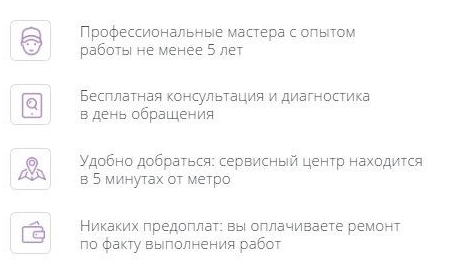 Профессиональные мастера с опытом
работы не менее 5 лет
Бесплатная консультация и диагностика
в день обращения
Удобно добраться: сервисный центр находится
в 5 минутах от метро
Никаких предоплат: вы оплачиваете ремонт
по факту выполнения работ